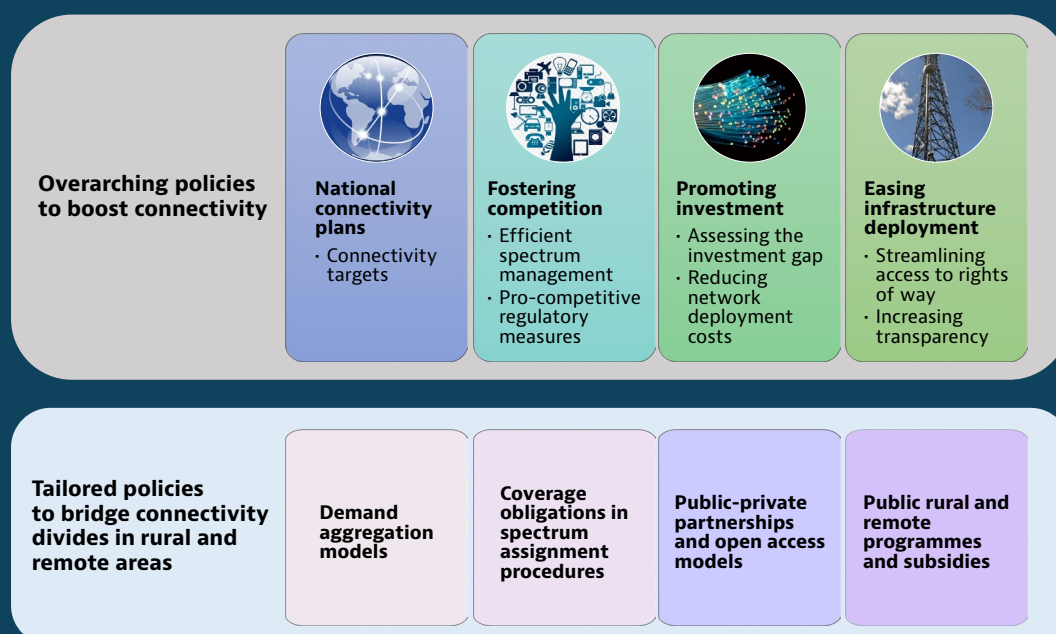 Overarching policies
to boost connectivity
National
connectivity
plans
· Connectivity
targets
Fostering
competition
· Efficient
spectrum
management
· Pro-competitive
regulatory
measures
Promoting
investment
· Assessing the
investment gap
· Reducing
network
deployment
costs
Easing
infrastructure
deployment
· Streamlining
access to rights
of way
· Increasing
transparency
Tailored policies
to bridge connectivity
divides in rural and
remote areas
Demand
aggregation
models
Coverage
obligations in
spectrum
assignment
procedures
Public-private
partnerships
and open access
models
Public rural and
remote
programmes
and subsidies